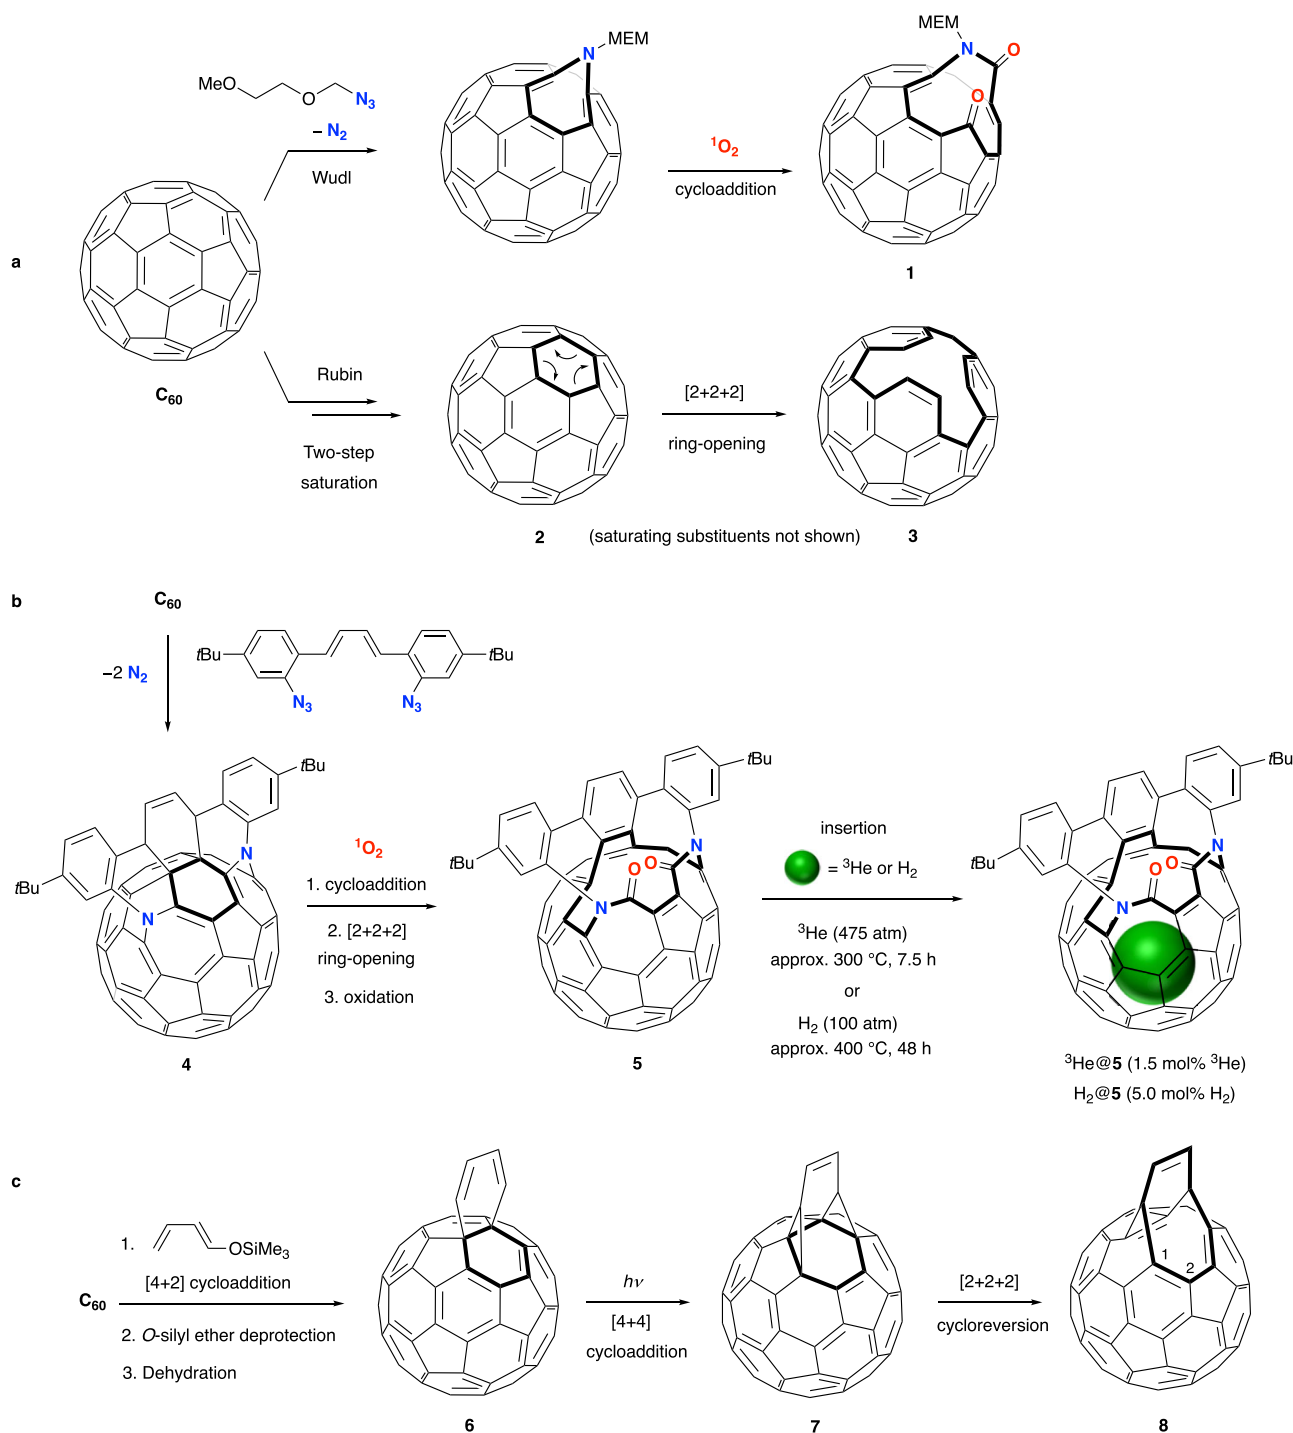 a
MeO
O
N3
– N2
Wudl
C60
N
MEM
1O2
cycloaddition
MEM
N
O
O
1
Rubin
Two-step
saturation
2
(saturating substituents not shown)
[2+2+2]
ring-opening
3
b
C60
–2 N2
tBu
tBu
N3
N3
tBu
tBu
N
N
4
1O2
1. cycloaddition
2. [2+2+2]
ring-opening
3. oxidation
tBu
tBu
N
O
O
N
5
insertion
= 3He or H2
3He (475 atm)
approx. 300 °C, 7.5 h
or
H2 (100 atm)
approx. 400 °C, 48 h
tBu
tBu
N
O
O
N
3He@5 (1.5 mol% 3He)
H2@5 (5.0 mol% H2)
c
1.
OSiMe3
[4+2] cycloaddition
C60
2. O-silyl ether deprotection
3. Dehydration
6
hν
[4+4]
cycloaddition
7
[2+2+2]
cycloreversion
1
2
8